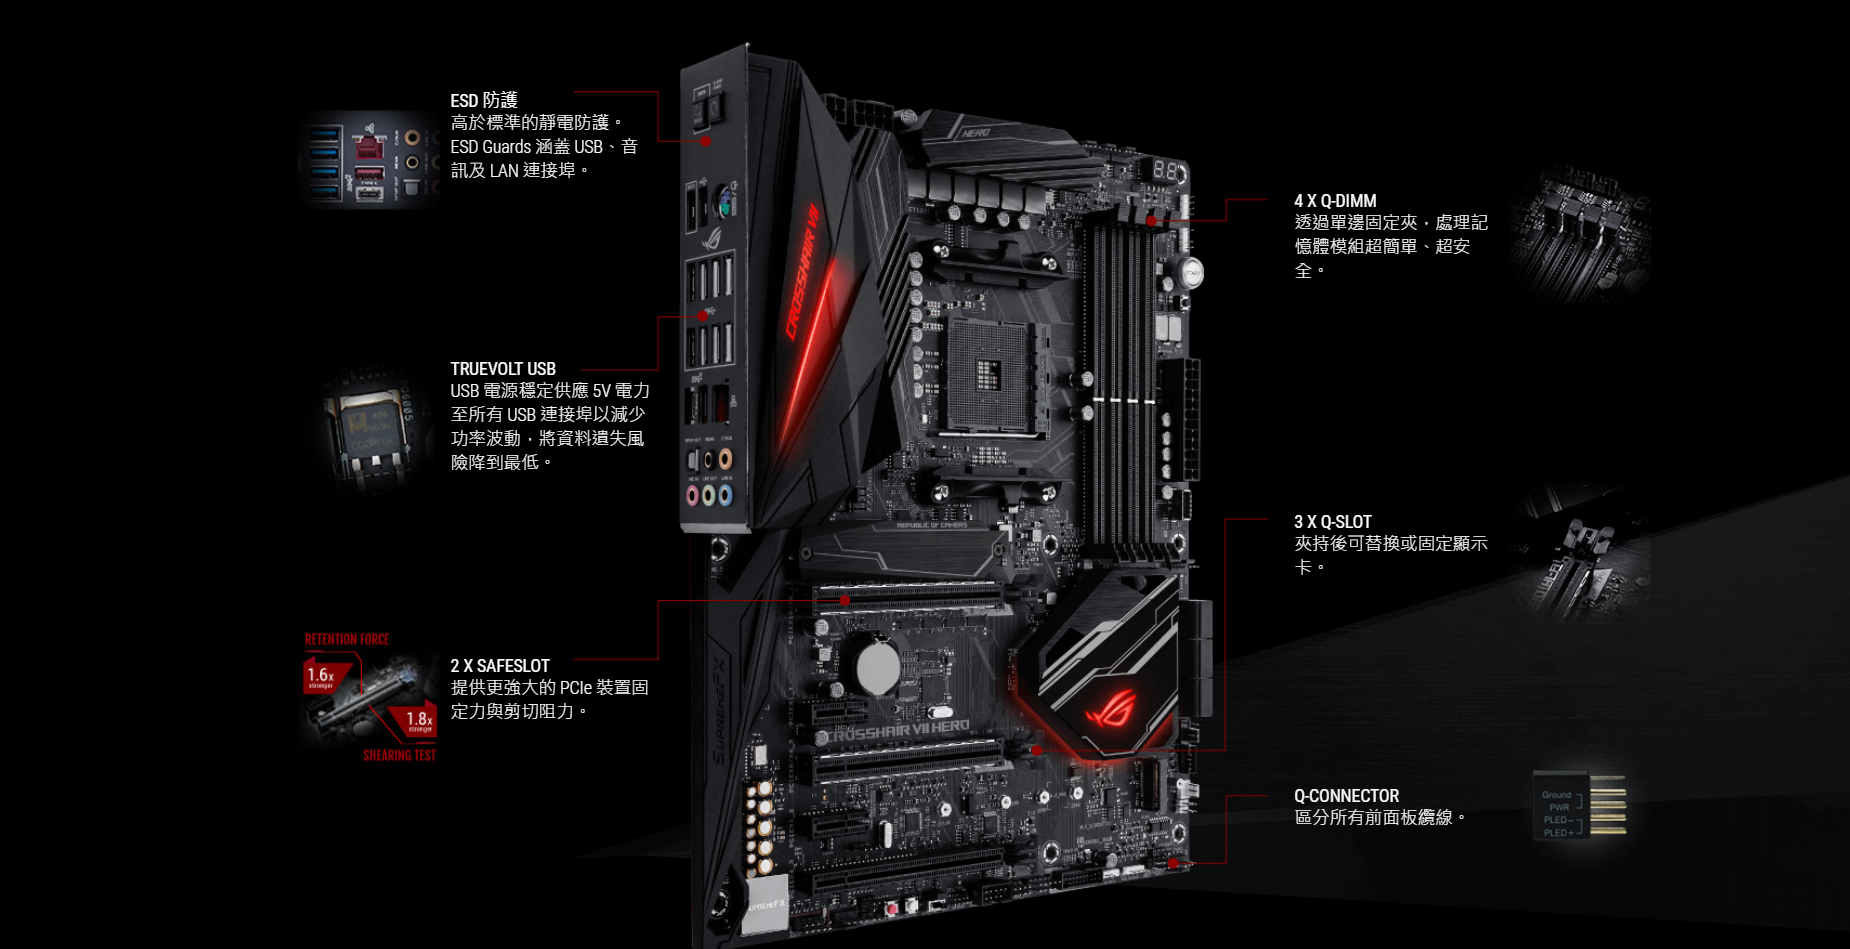 ESD 防護
高於標準的靜電防護。
ESD Guards 涵蓋 USB、音
訊及 LAN 連接埠。
TRUEVOLT USB
USB 電源穩定供應 5V 電力
至所有 USB 連接埠以減少
功率波動，將資料遺失風
險降到最低。
RETENTION FORCE
1.6x
stronger
1.8x
stronger
SHEARING TEST
2 X SAFESLOT
提供更強大的 PCIe 裝置固
定力與剪切阻力。
HERO
CROSSHAIR VII
REPUBLIC OF GAMERS
CROSSHAIR VII HERO
SUPREMEFX
SUPREMEFX
4 X Q-DIMM
透過單邊固定夾，處理記
憶體模組超簡單、超安
全。
3 X Q-SLOT
夾持後可替換或固定顯示
卡。
Q-CONNECTOR
區分所有前面板纜線。
Ground
PWR
PLED-
PLED+